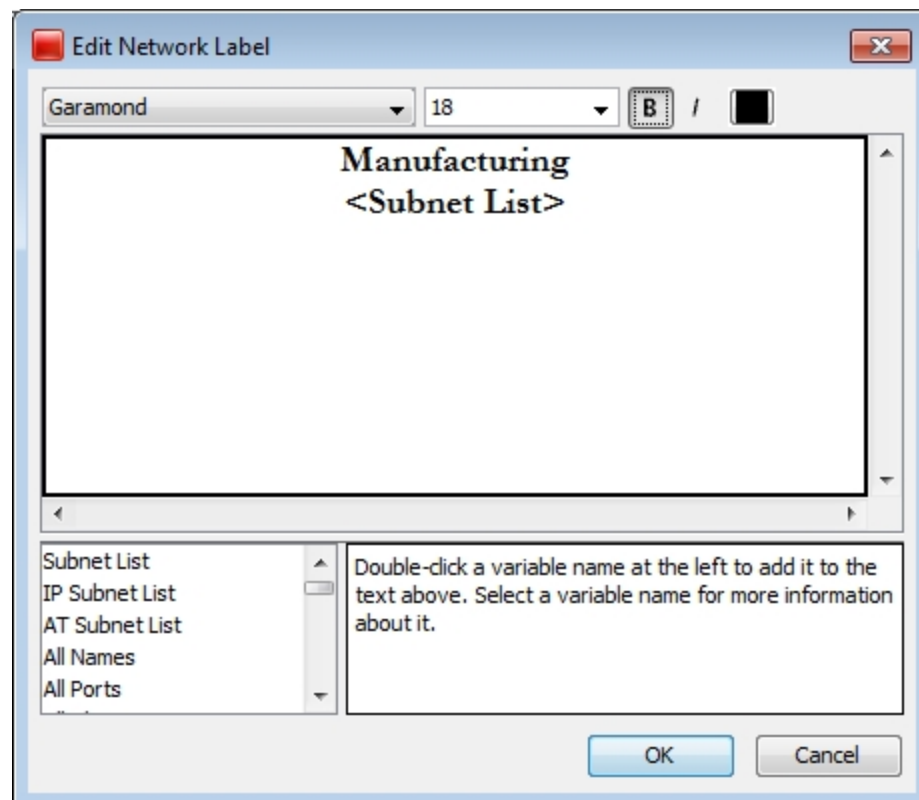 Edit Network Label
Garamond 18 B I
Manufacturing
<Subnet List>
Subnet List
IP Subnet List
AT Subnet List
All Names
All Ports
Double-click a variable name at the left to add it to the
text above. Select a variable name for more information
about it.
OK Cancel